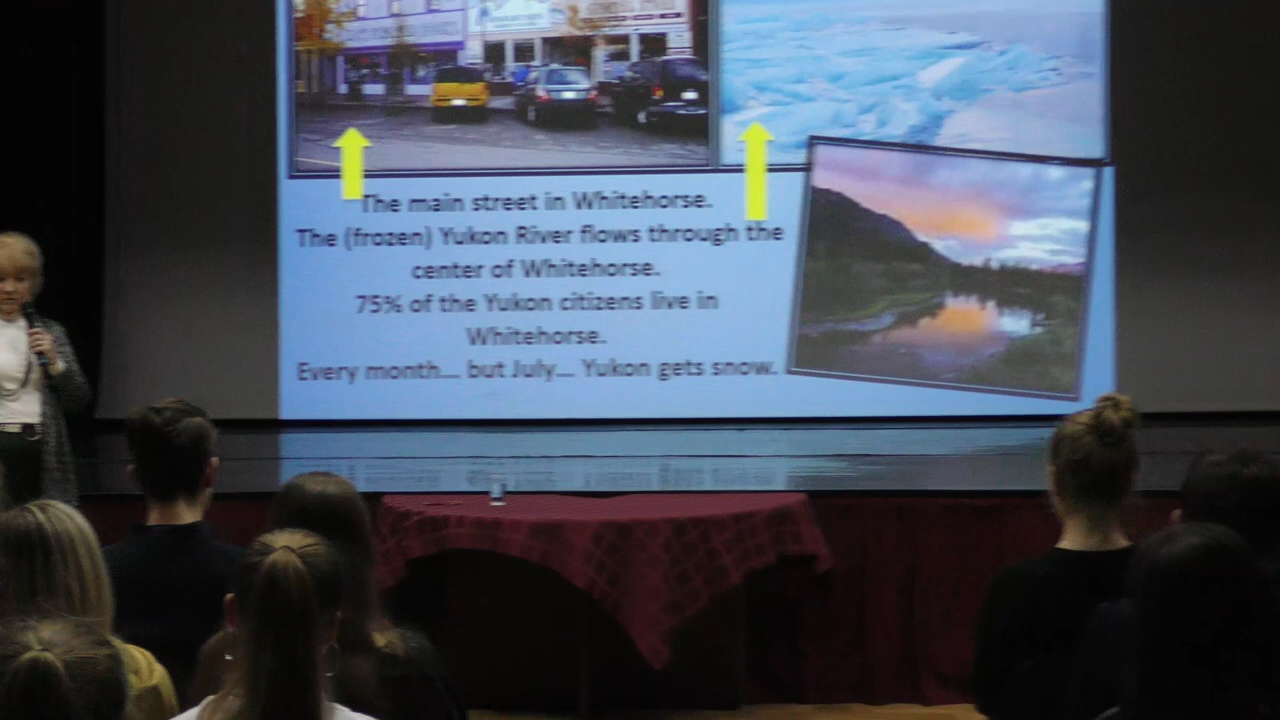 The main street in Whitehorse.
The (frozen) Yukon River flows through the
center of Whitehorse.
75% of the Yukon citizens live in
Whitehorse.
Every month... but July... Yukon gets snow.